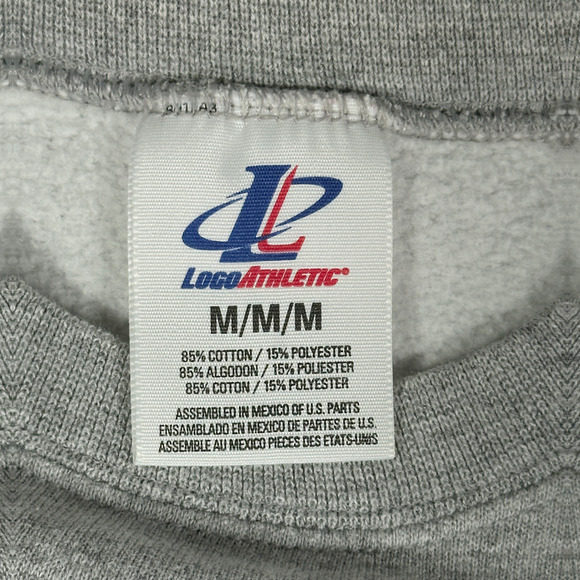 LOGOATHLETIC
M/M/M
85% COTTON / 15% POLYESTER
85% ALGODON / 15% POLIESTER
85% COTON / 15% POLYESTER
ASSEMBLED IN MEXICO OF U.S. PARTS
ENSAMBLADO EN MEXICO DE PARTES DE U.S.
ASSEMBLE AU MEXICO PIECES DES ETATS-UNIS